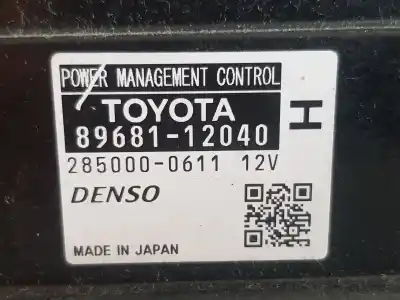 POWER MANAGEMENT CONTROL
TOYOTA
89681-12040
H
285000-0611 12V
DENSO
MADE IN JAPAN